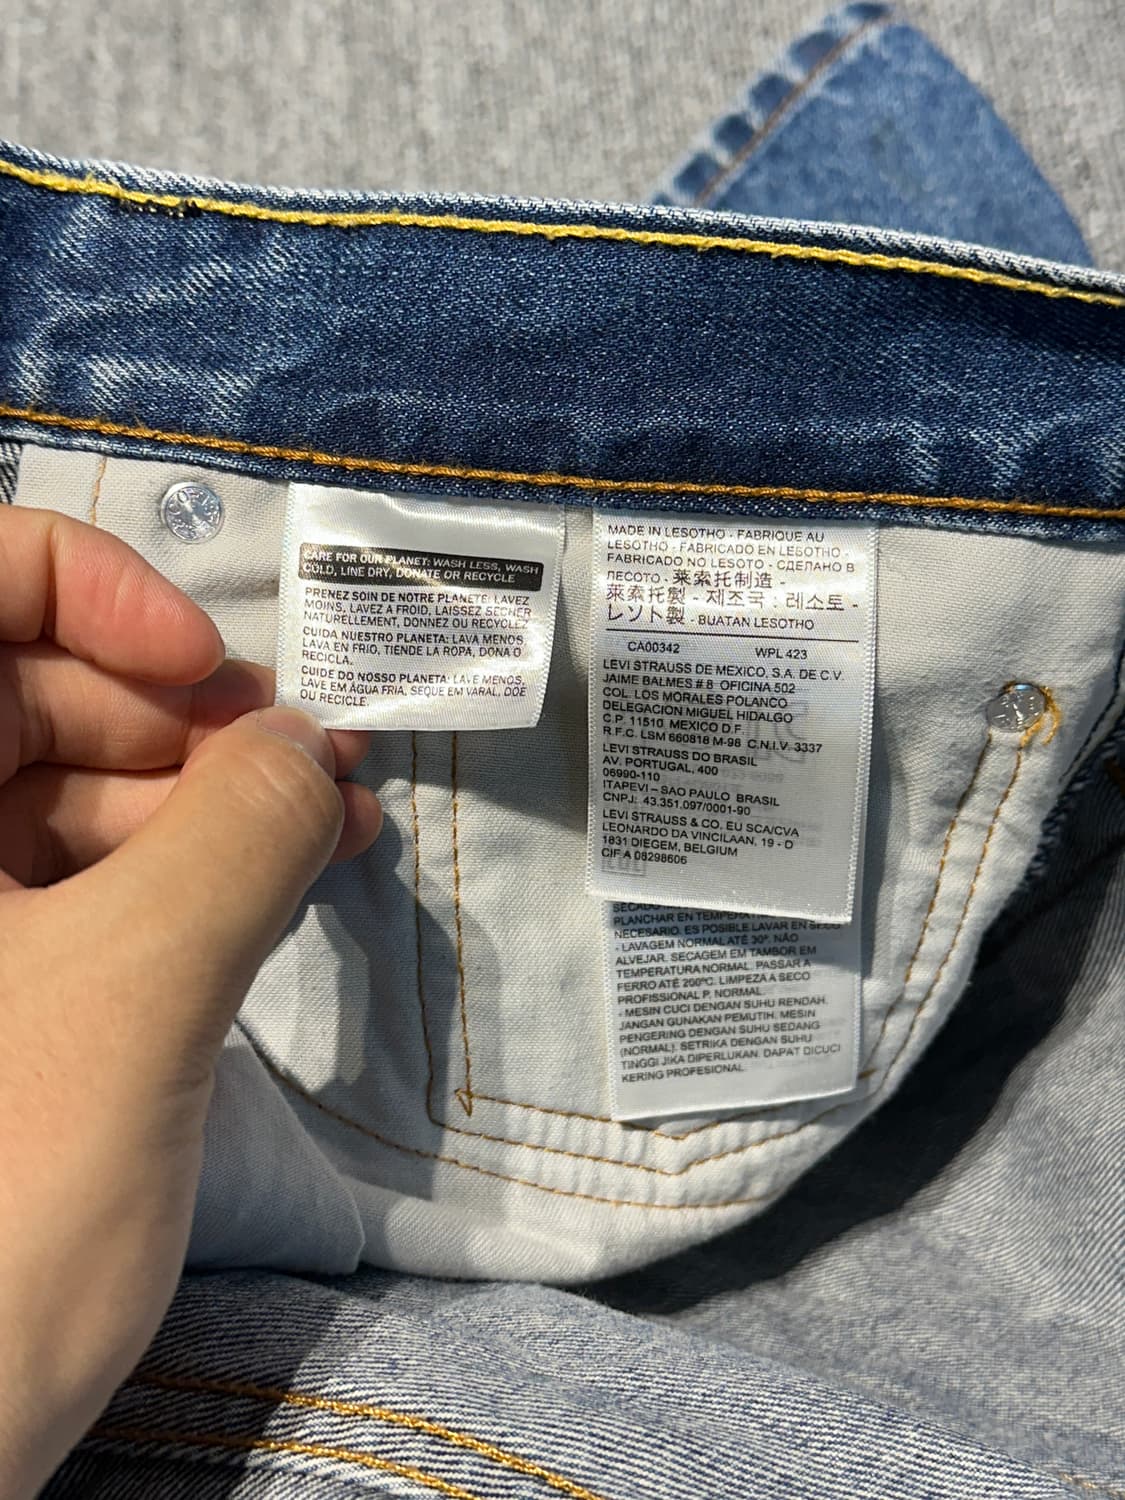 CARE FOR OUR PLANET: WASH LESS, WASH
COLD, LINE DRY, DONATE OR RECYCLE
PRENEZ SOIN DE NOTRE PLANETE: LAVEZ
MOINS, LAVEZ A FROID, LAISSEZ SECHER
NATURELLEMENT, DONNEZ OU RECYCLEZ
CUIDA NUESTRO PLANETA: LAVA MENOS,
LAVA EN FRIO, TIENDE LA ROPA, DONA O
RECICLA.
CUIDE DO NOSSO PLANETA: LAVE MENOS,
LAVE EM ÁGUA FRIA, SEQUE EM VARAL, DOE
OU RECICLE.
MADE IN LESOTHO - FABRIQUE AU
LESOTHO - FABRICADO EN LESOTHO -
FABRICADO NO LESOTO - СДЕЛАНО В
ЛЕСОТО - 莱索托制造 -
萊索托製 - 제조국 : 레소토 -
レソト製 - BUATAN LESOTHO
CA00342 WPL 423
LEVI STRAUSS DE MEXICO, S.A. DE C.V.
JAIME BALMES # 8 OFICINA 502
COL. LOS MORALES POLANCO
DELEGACION MIGUEL HIDALGO
C.P. 11510 MEXICO D.F.
R.F.C. LSM 660818 M-98 C.N.I.V. 3337
LEVI STRAUSS DO BRASIL
AV. PORTUGAL, 400
06990-110
ITAPEVI – SAO PAULO BRASIL
CNPJ: 43.351.097/0001-90
LEVI STRAUSS & CO. EU SCA/CVA
LEONARDO DA VINCILAAN, 19 - D
1831 DIEGEM, BELGIUM
CIF A 08298606
PLANCHAR EN
NECESARIO. ES POSIBLE LAVAR EN SECO
- LAVAGEM NORMAL ATÉ 30º. NÃO
ALVEJAR. SECAGEM EM TAMBOR EM
TEMPERATURA NORMAL. PASSAR A
FERRO ATÉ 200ºC. LIMPEZA A SECO
PROFISSIONAL P, NORMAL.
- MESIN CUCI DENGAN SUHU RENDAH.
JANGAN GUNAKAN PEMUTIH. MESIN
PENGERING DENGAN SUHU SEDANG
(NORMAL). SETRIKA DENGAN SUHU
TINGGI JIKA DIPERLUKAN. DAPAT DICUCI
KERING PROFESIONAL.